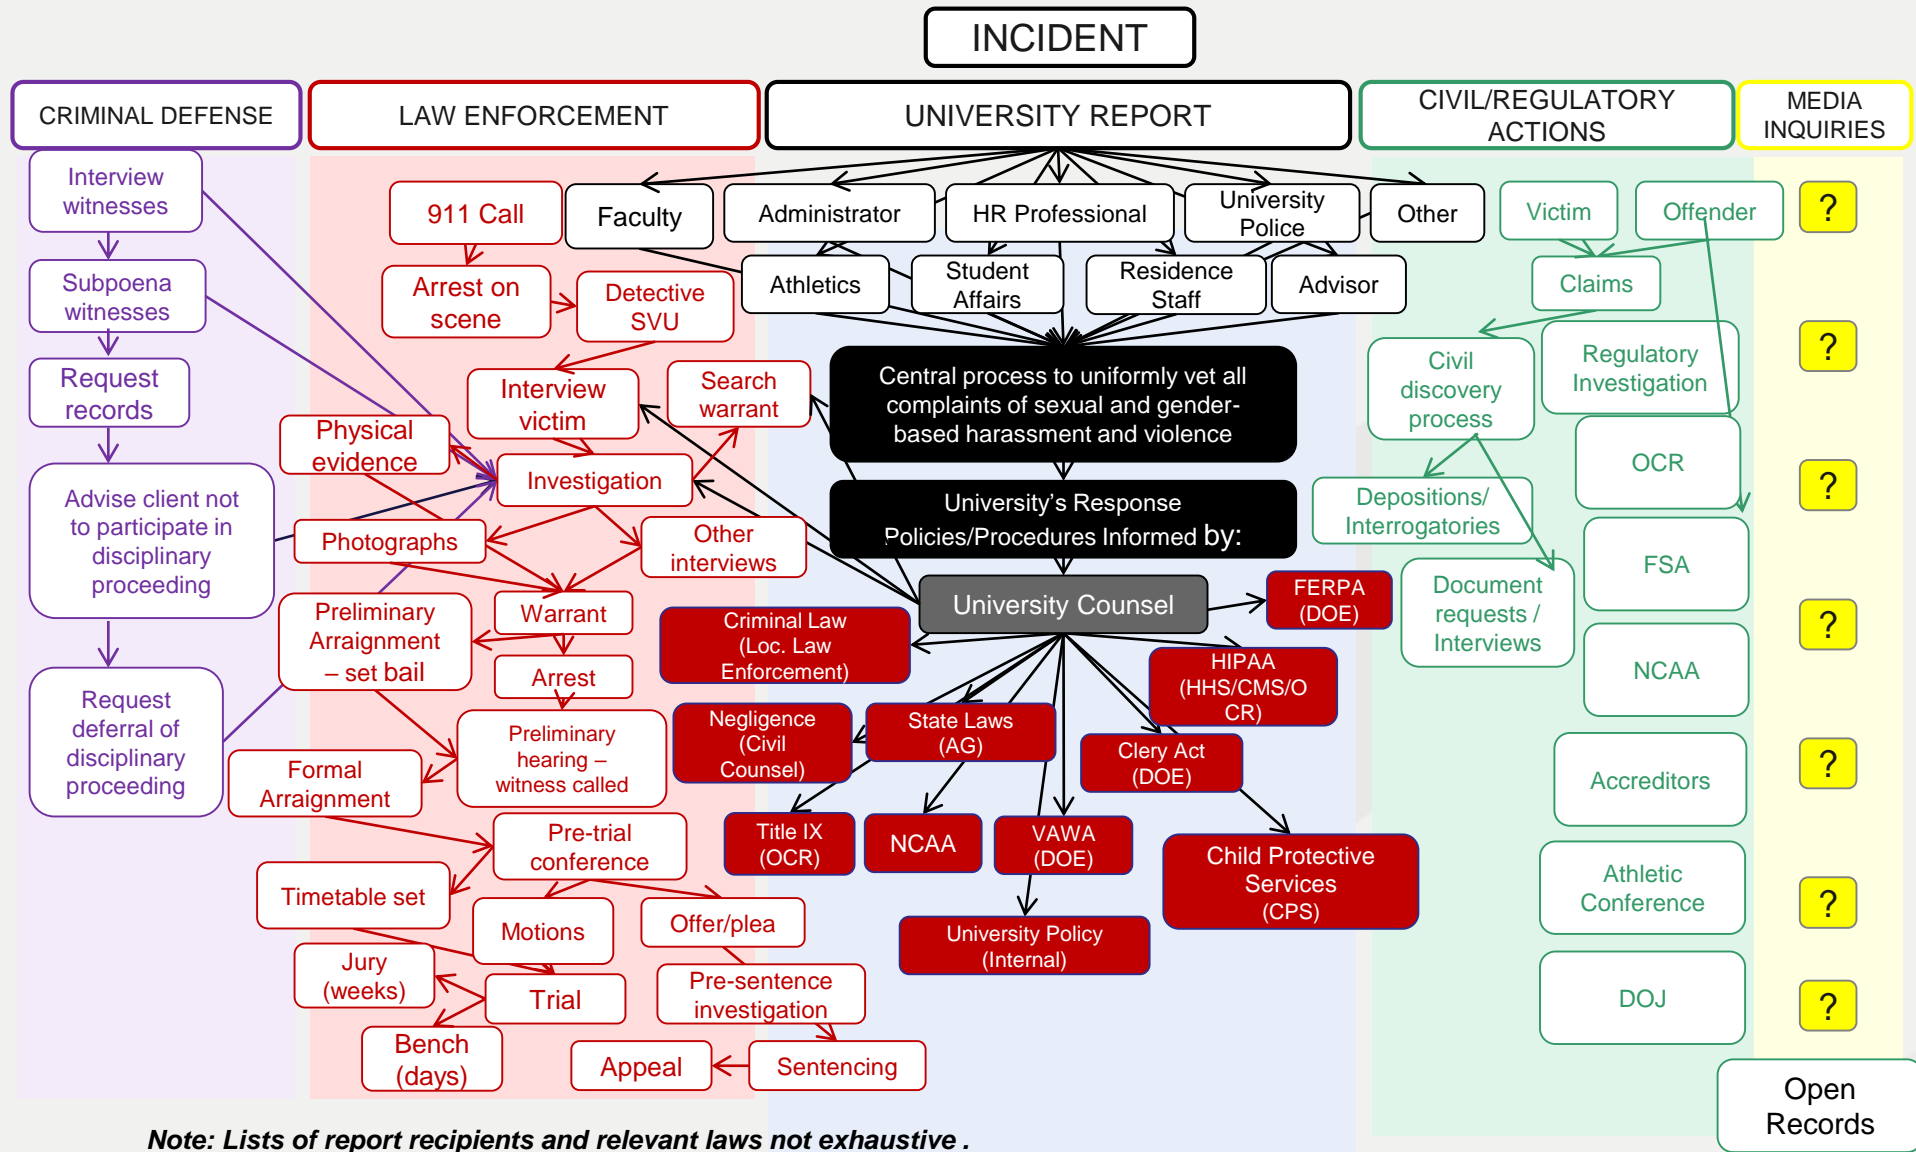 INCIDENT
CRIMINAL DEFENSE
Interview
witnesses
Subpoena
witnesses
Request
records
Advise client not
to participate in
disciplinary
proceeding
Request
deferral of
disciplinary
proceeding
LAW ENFORCEMENT
911 Call
Arrest on
scene
Detective
SVU
Interview
victim
Search
warrant
Physical
evidence
Investigation
Photographs
Other
interviews
Warrant
Preliminary
Arraignment
– set bail
Arrest
Preliminary
hearing –
witness called
Formal
Arraignment
Pre-trial
conference
Timetable set
Motions
Offer/plea
Jury
(weeks)
Trial
Pre-sentence
investigation
Bench
(days)
Appeal
Sentencing
UNIVERSITY REPORT
Faculty
Administrator
HR Professional
University
Police
Other
Athletics
Student
Affairs
Residence
Staff
Advisor
Central process to uniformly vet all
complaints of sexual and gender-
based harassment and violence
University’s Response
Policies/Procedures Informed by:
University Counsel
FERPA
(DOE)
Criminal Law
(Loc. Law
Enforcement)
HIPAA
(HHS/CMS/O
CR)
Negligence
(Civil
Counsel)
State Laws
(AG)
Clery Act
(DOE)
Title IX
(OCR)
NCAA
VAWA
(DOE)
Child Protective
Services
(CPS)
University Policy
(Internal)
CIVIL/REGULATORY
ACTIONS
Victim
Offender
Claims
Civil
discovery
process
Regulatory
Investigation
OCR
Depositions/
Interrogatories
FSA
Document
requests /
Interviews
NCAA
Accreditors
Athletic
Conference
DOJ
MEDIA
INQUIRIES
?
?
?
?
?
?
?
Open
Records
Note: Lists of report recipients and relevant laws not exhaustive .